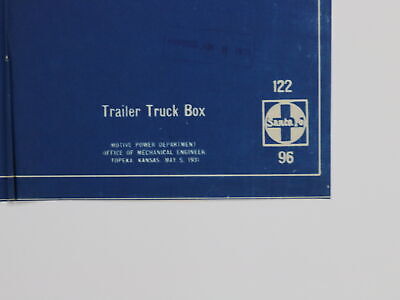 122
Trailer Truck Box
Santa Fe
MOTIVE POWER DEPARTMENT
OFFICE OF MECHANICAL ENGINEER
TOPEKA, KANSAS, MAY 5, 1931
96